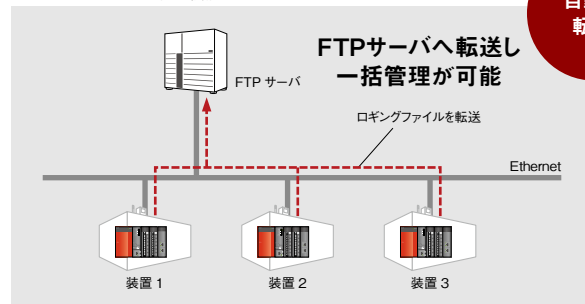 FTPサーバへ転送し
一括管理が可能
FTP サーバ
ロギングファイルを転送
Ethernet
装置 1
装置 2
装置 3